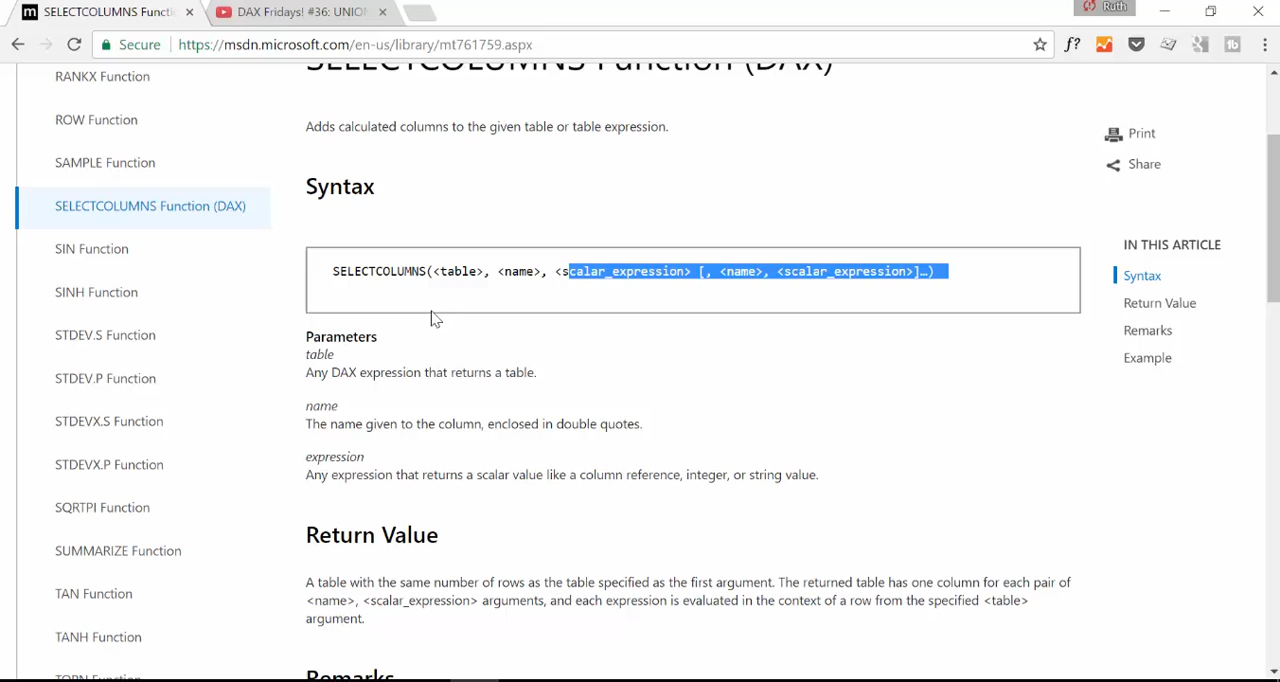 SELECTCOLUMNS Functi
DAX Fridays! #36: UNION
Ruth
Secure
https://msdn.microsoft.com/en-us/library/mt761759.aspx
f?
RANKX Function
ROW Function
SAMPLE Function
SELECTCOLUMNS Function (DAX)
SIN Function
SINH Function
STDEV.S Function
STDEV.P Function
STDEVX.S Function
STDEVX.P Function
SQRTPI Function
SUMMARIZE Function
TAN Function
TANH Function
SELECTCOLUMNS Function (DAX)
Adds calculated columns to the given table or table expression.
Syntax
SELECTCOLUMNS(<table>, <name>, <scalar_expression> [, <name>, <scalar_expression>]…)
Parameters
table
Any DAX expression that returns a table.
name
The name given to the column, enclosed in double quotes.
expression
Any expression that returns a scalar value like a column reference, integer, or string value.
Return Value
A table with the same number of rows as the table specified as the first argument. The returned table has one column for each pair of
<name>, <scalar_expression> arguments, and each expression is evaluated in the context of a row from the specified <table>
argument.
Remarks
Print
Share
IN THIS ARTICLE
Syntax
Return Value
Remarks
Example